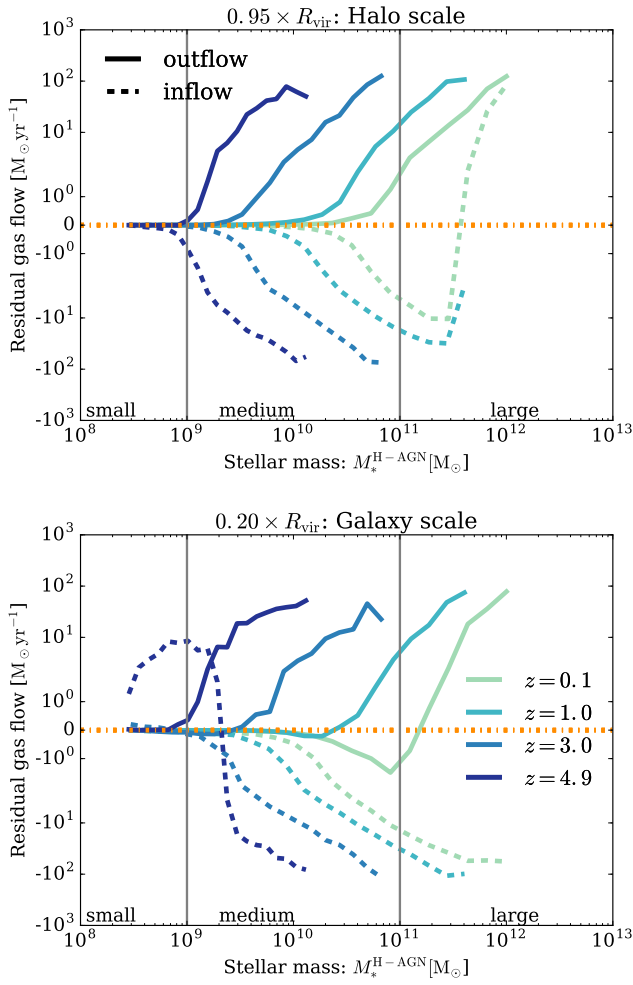 0.95 × R_vir: Halo scale
outflow
inflow
Residual gas flow [M_⊙ yr^−1]
10^3
10^2
10^1
10^0
0
-10^0
-10^1
-10^2
-10^3
small medium large
10^8 10^9 10^10 10^11 10^12 10^13
Stellar mass: M_*^H−AGN [M_⊙]
0.20 × R_vir: Galaxy scale
Residual gas flow [M_⊙ yr^−1]
10^3
10^2
10^1
10^0
0
-10^0
-10^1
-10^2
-10^3
z = 0.1
z = 1.0
z = 3.0
z = 4.9
small medium large
10^8 10^9 10^10 10^11 10^12 10^13
Stellar mass: M_*^H−AGN [M_⊙]